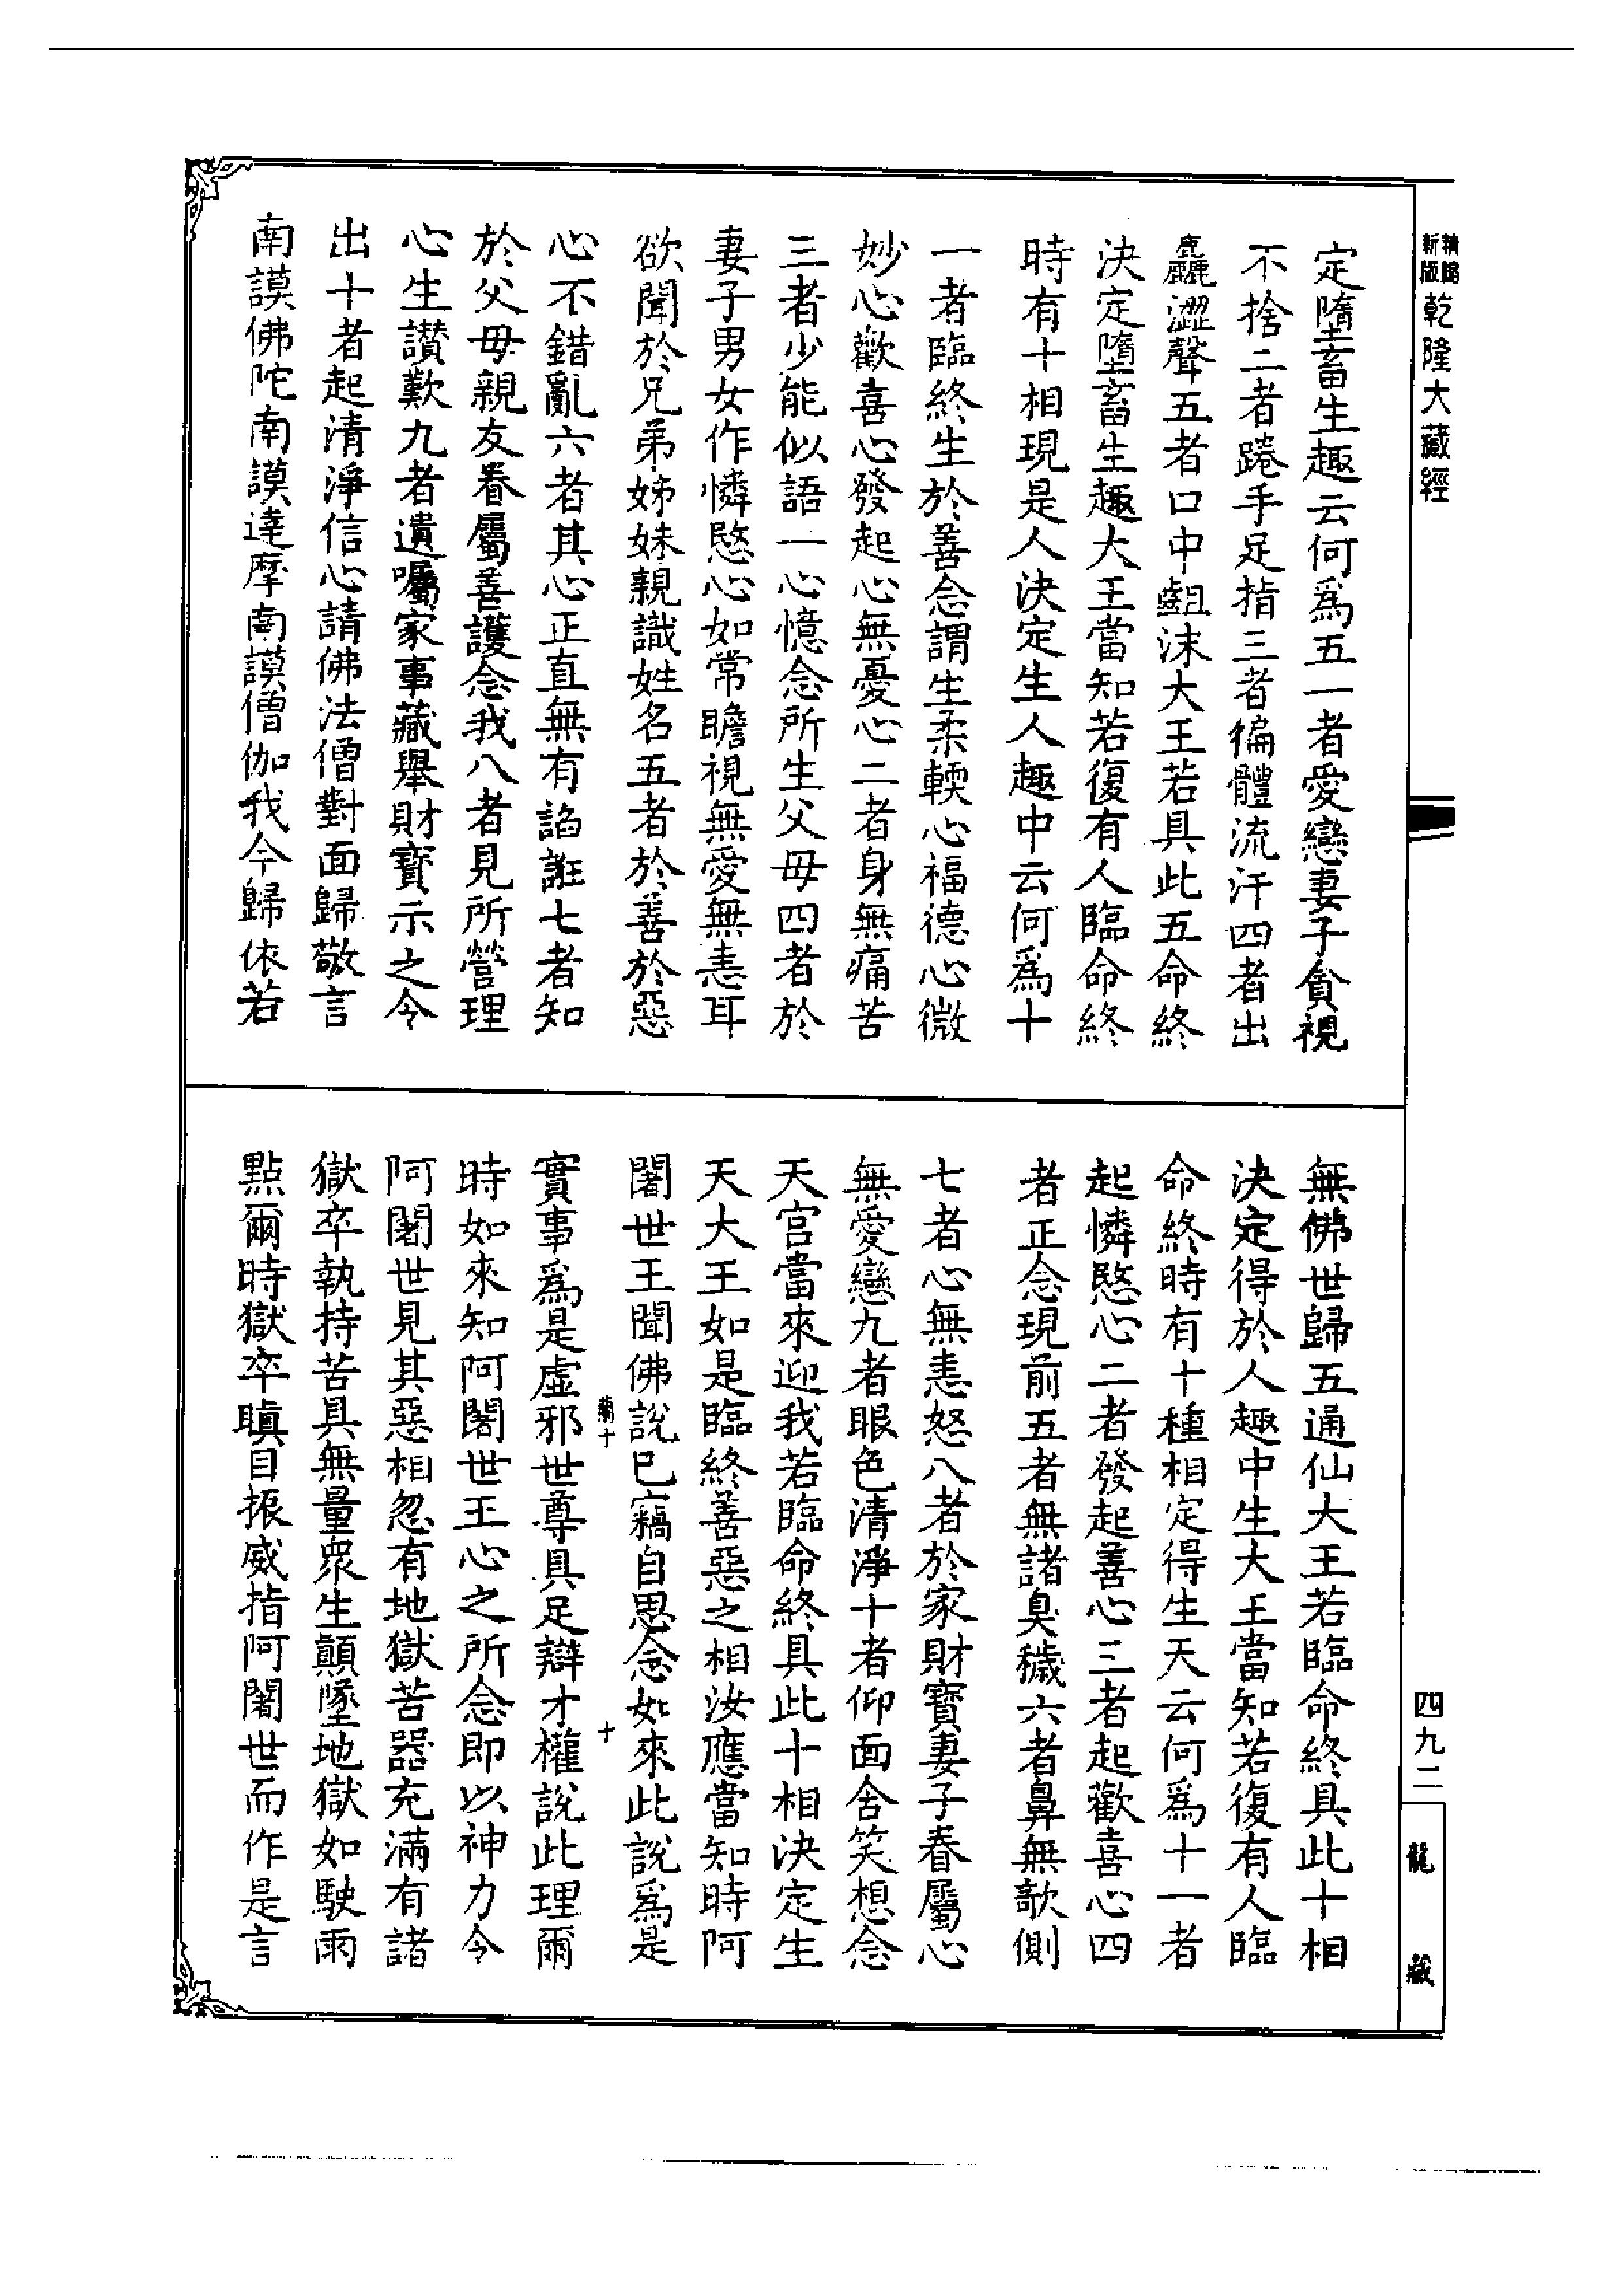 新編
新版乾隆大藏經
定墮畜生趣云何爲五一者愛戀妻子貪視
不捨二者踡手足指三者徧體流汗四者出
麤澀聲五者口中齟沫大王若具此五命終
決定墮畜生趣大王當知若復有人臨命終
時有十相現是人決定生人趣中云何爲十
一者臨終生於善念謂生柔輭心福德心微
妙心歡喜心發起心無憂心二者身無痛苦
三者少能似語一心憶念所生父母四者於
妻子男女作憐愍心如常瞻視無愛無恚耳
欲聞於兄弟姊妹親識姓名五者於善於惡
心不錯亂六者其心正直無有諂誑七者知
於父母親友眷屬善護念我八者見所營理
心生讚歎九者遺囑家事藏舉財寶示之令
出十者起清淨信心請佛法僧對面歸敬言
南謨佛陀南謨達摩南謨僧伽我今歸依若
無佛世歸五通仙大王若臨命終具此十相
決定得於人趣中生大王當知若復有人臨
命終時有十種相定得生天云何爲十一者
起憐愍心二者發起善心三者起歡喜心四
者正念現前五者無諸臭穢六者鼻無欹側
七者心無恚怒八者於家財寶妻子眷屬心
無愛戀九者眼色清淨十者仰面含笑想念
天宮當來迎我若臨命終具此十相決定生
天大王如是臨終善惡之相汝應當知時阿
闍世王聞佛說已竊自思念如來此說爲是
蘭十 十
實事爲是虛邪世尊具足辯才權說此理爾
時如來知阿闍世王心之所念即以神力令
阿闍世見其惡相忽有地獄苦器充滿有諸
獄卒執持苦具無量衆生顛墜地獄如駛雨
點爾時獄卒瞋目振威指阿闍世而作是言
四九二
龍藏